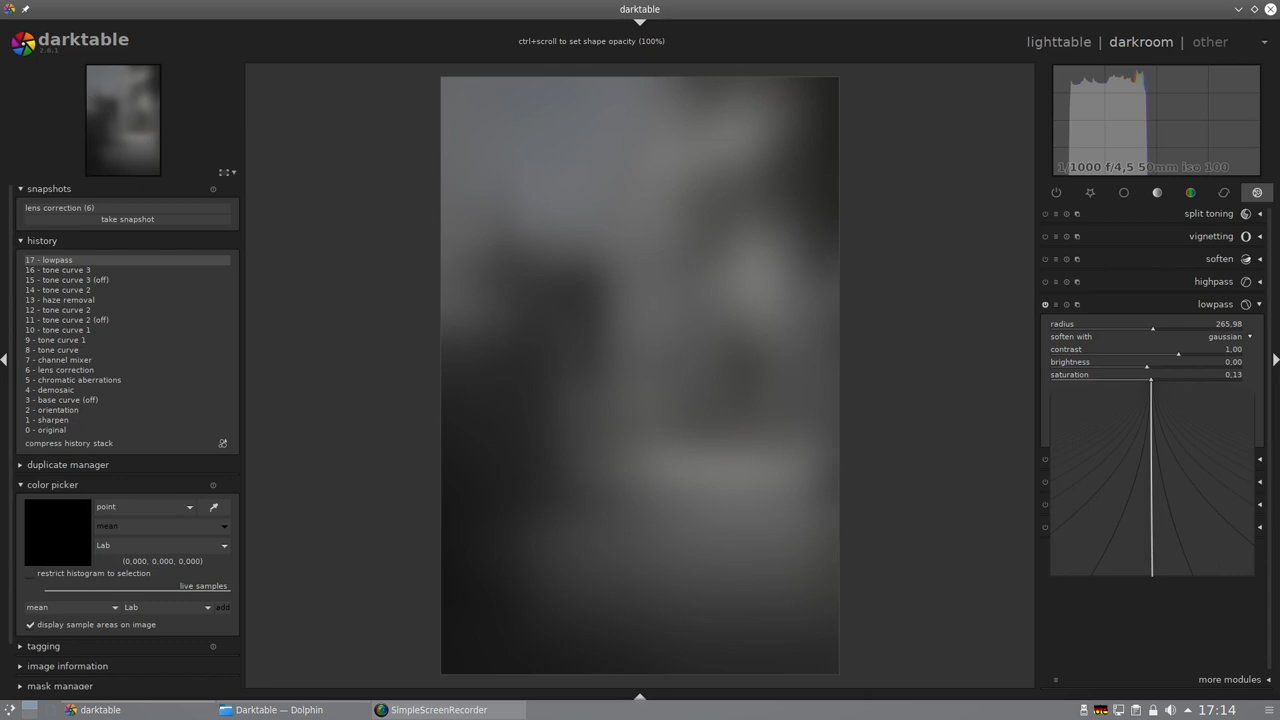 darktable
darktable
2.6.1
ctrl+scroll to set shape opacity (100%)
lighttable | darkroom | other
1/1000 f/4,5 50mm iso 100
snapshots
lens correction (6)
take snapshot
history
17 - lowpass
16 - tone curve 3
15 - tone curve 3 (off)
14 - tone curve 2
13 - haze removal
12 - tone curve 2
11 - tone curve 2 (off)
10 - tone curve 1
9 - tone curve 1
8 - tone curve
7 - channel mixer
6 - lens correction
5 - chromatic aberrations
4 - demosaic
3 - base curve (off)
2 - orientation
1 - sharpen
0 - original
compress history stack
duplicate manager
color picker
point
mean
Lab
(0,000, 0,000, 0,000)
restrict histogram to selection
live samples
mean Lab add
display sample areas on image
tagging
image information
mask manager
split toning
vignetting
soften
highpass
lowpass
radius 265,98
soften with gaussian
contrast 1,00
brightness 0,00
saturation 0,13
more modules
darktable
Darktable — Dolphin
SimpleScreenRecorder
17:14